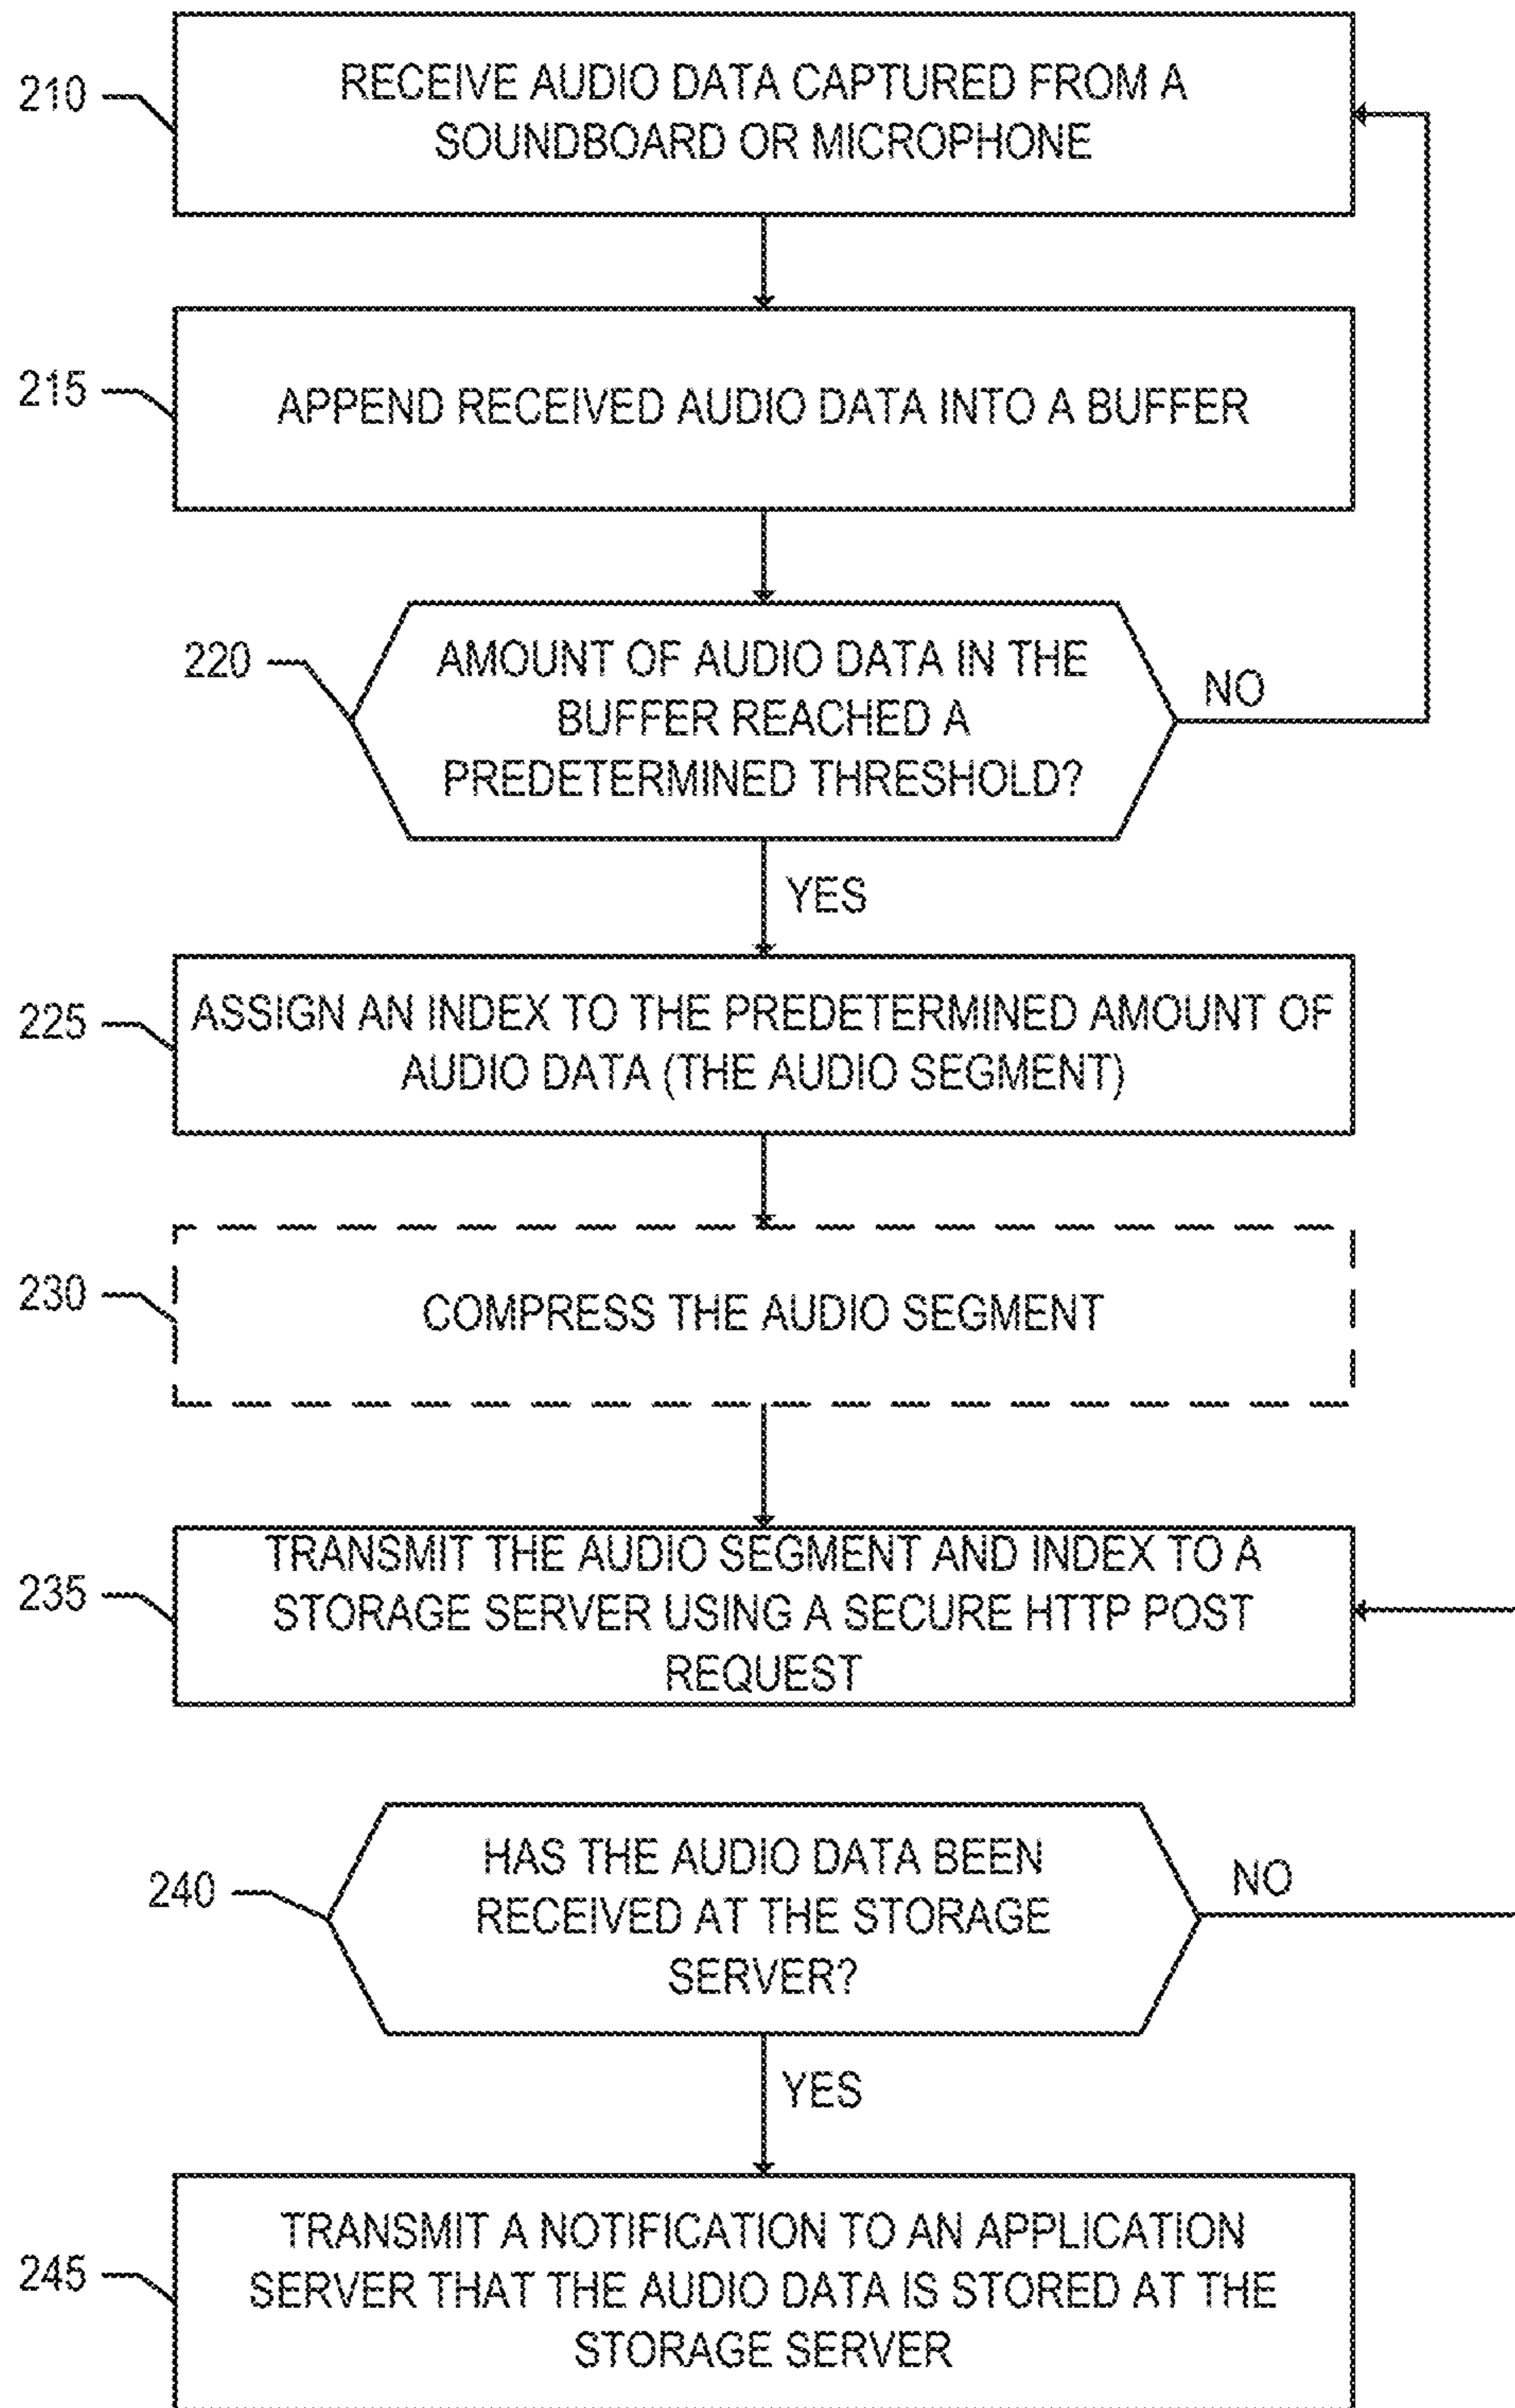 210
RECEIVE AUDIO DATA CAPTURED FROM A
SOUNDBOARD OR MICROPHONE
215
APPEND RECEIVED AUDIO DATA INTO A BUFFER
220
AMOUNT OF AUDIO DATA IN THE
BUFFER REACHED A
PREDETERMINED THRESHOLD?
NO
YES
225
ASSIGN AN INDEX TO THE PREDETERMINED AMOUNT OF
AUDIO DATA (THE AUDIO SEGMENT)
230
COMPRESS THE AUDIO SEGMENT
235
TRANSMIT THE AUDIO SEGMENT AND INDEX TO A
STORAGE SERVER USING A SECURE HTTP POST
REQUEST
240
HAS THE AUDIO DATA BEEN
RECEIVED AT THE STORAGE
SERVER?
NO
YES
245
TRANSMIT A NOTIFICATION TO AN APPLICATION
SERVER THAT THE AUDIO DATA IS STORED AT THE
STORAGE SERVER